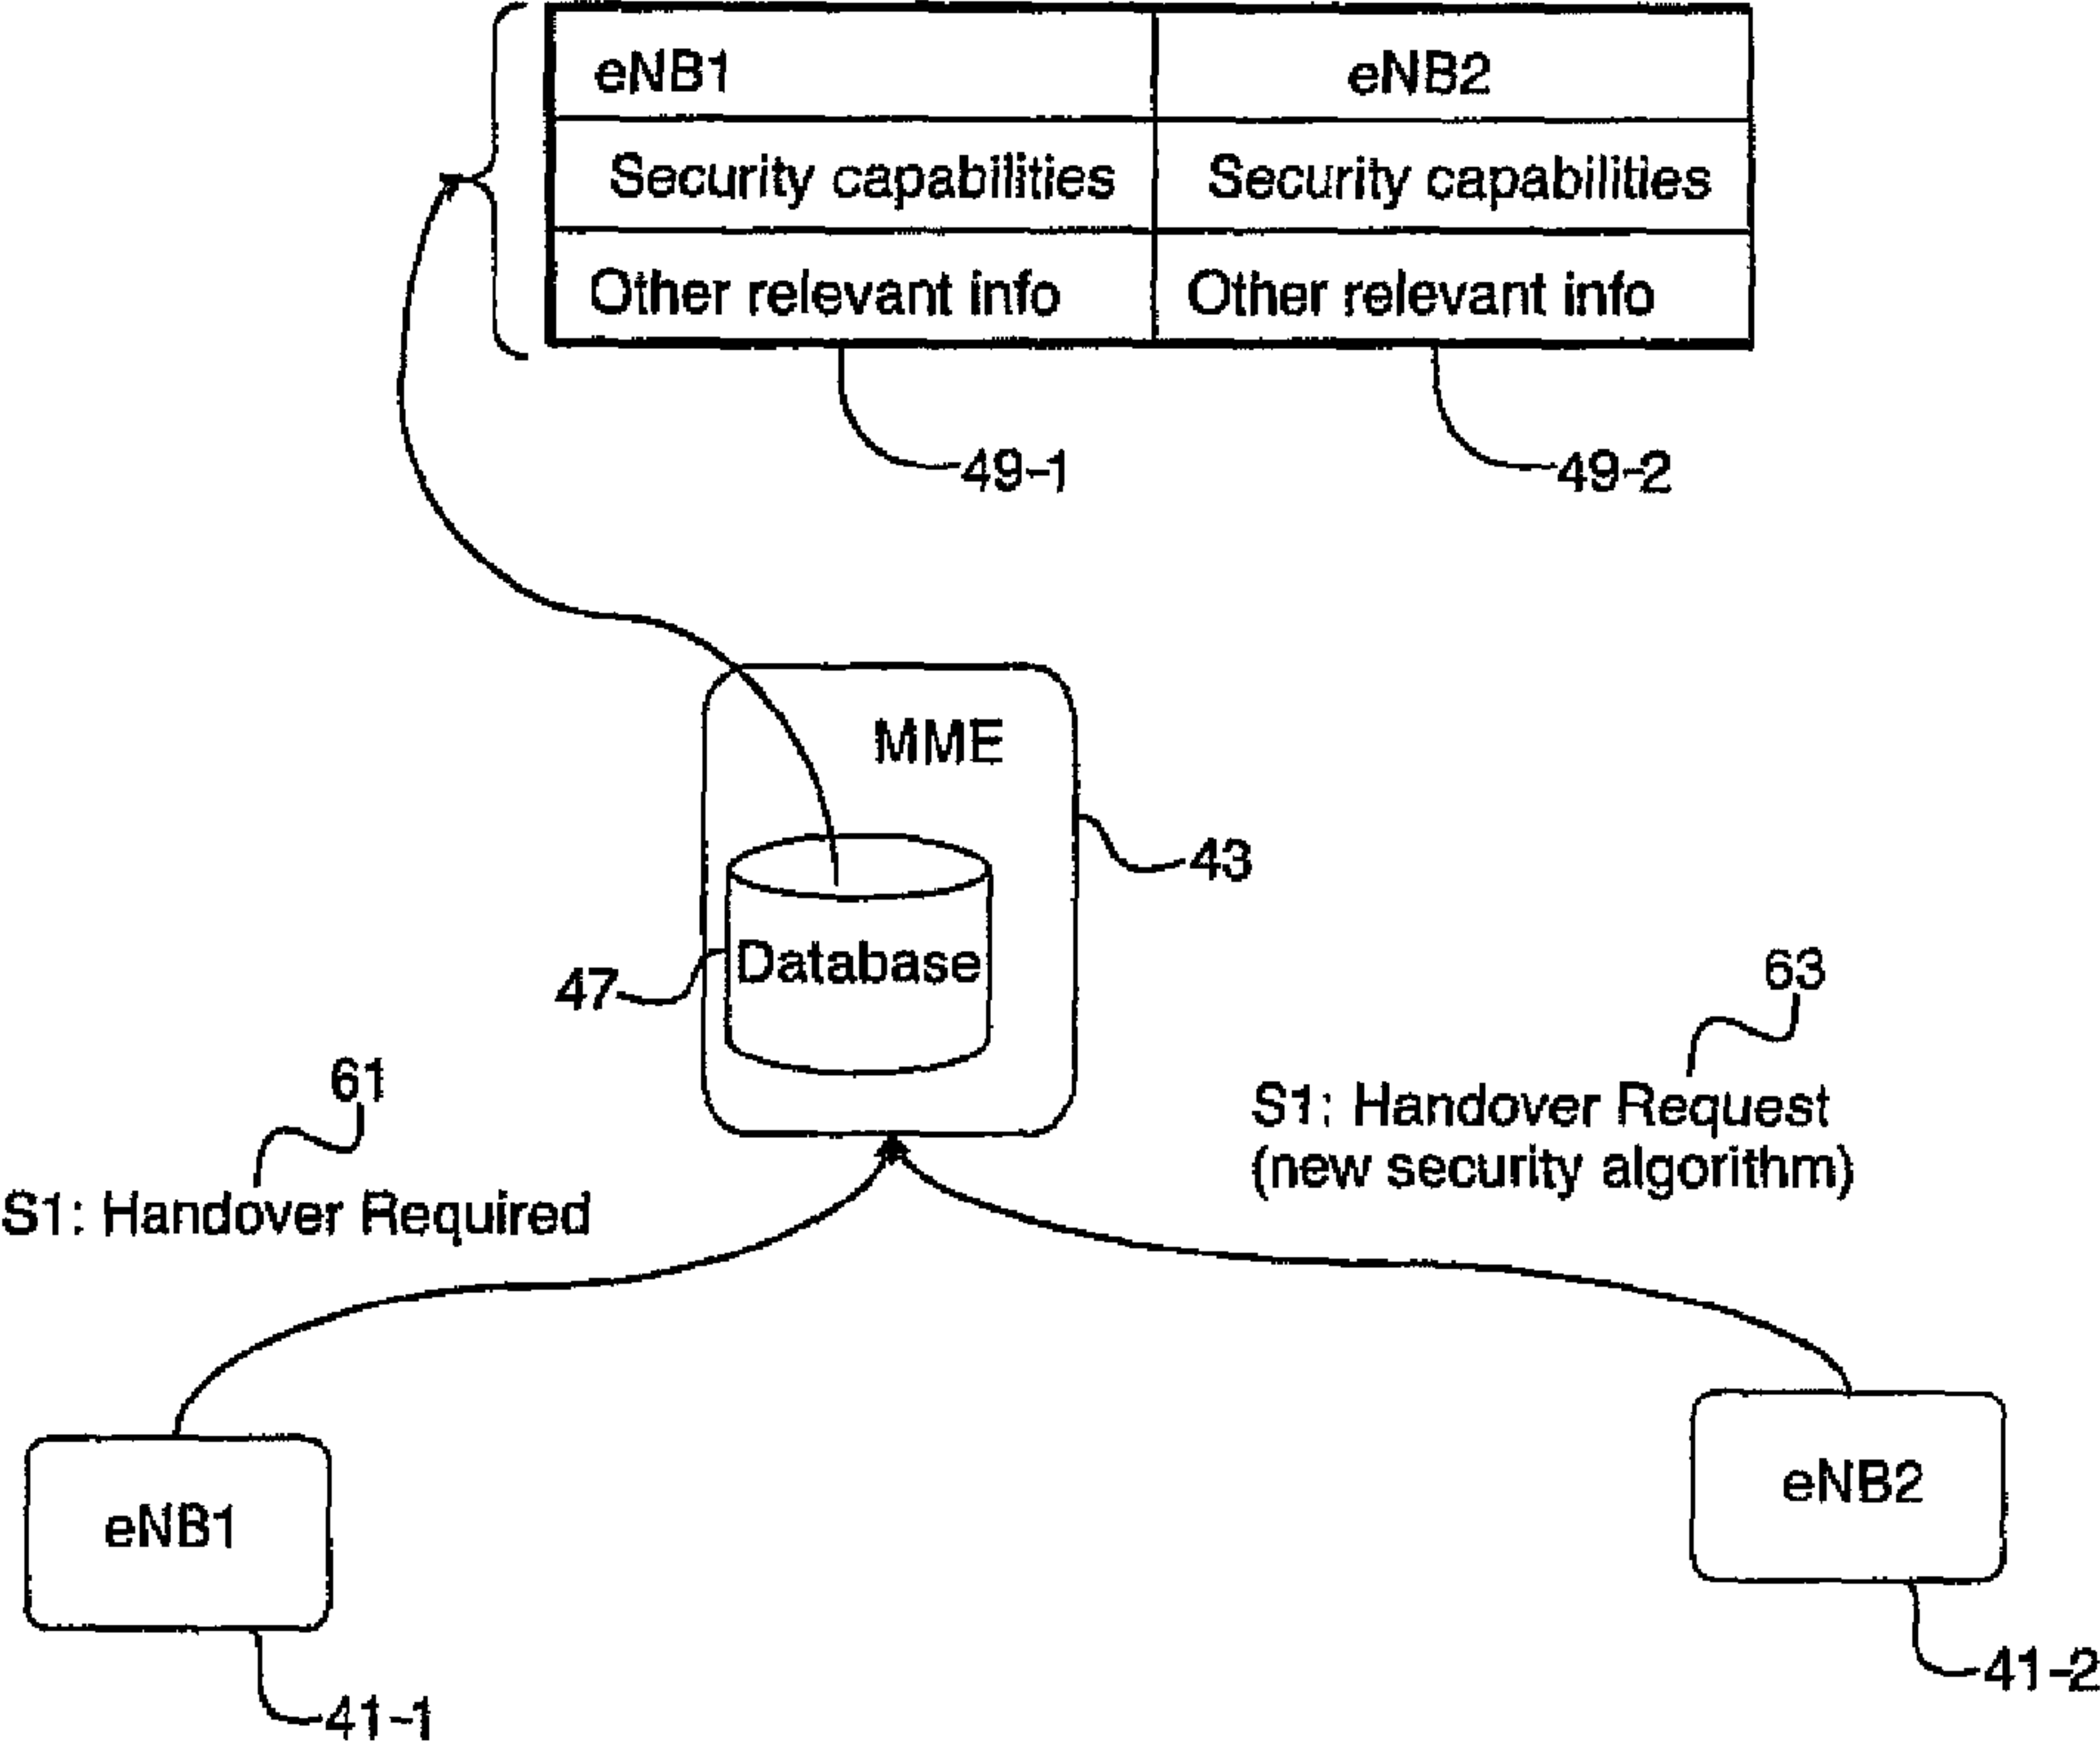 eNB1 eNB2
Security capabilities Security capabilities
Other relevant info Other relevant info
49-1 49-2
MME
43
Database
47
63
61
S1: Handover Request
(new security algorithm)
S1: Handover Required
eNB2
eNB1
41-2
41-1